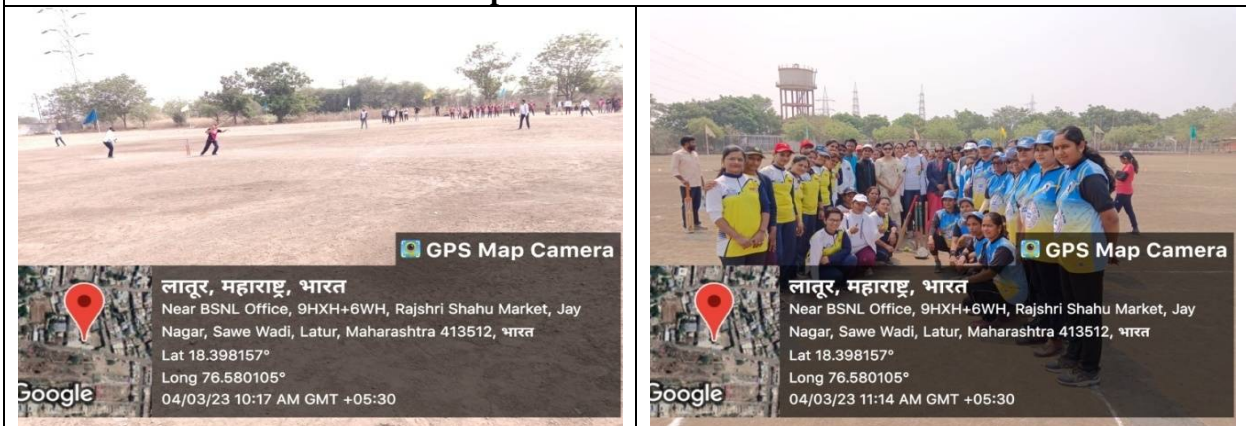 GPS Map Camera
लातूर, महाराष्ट्र, भारत
Near BSNL Office, 9HXH+6WH, Rajshri Shahu Market, Jay
Nagar, Sawe Wadi, Latur, Maharashtra 413512, भारत
Lat 18.398157°
Long 76.580105°
04/03/23 10:17 AM GMT +05:30
Google
GPS Map Camera
लातूर, महाराष्ट्र, भारत
Near BSNL Office, 9HXH+6WH, Rajshri Shahu Market, Jay
Nagar, Sawe Wadi, Latur, Maharashtra 413512, भारत
Lat 18.398157°
Long 76.580105°
04/03/23 11:14 AM GMT +05:30
Google